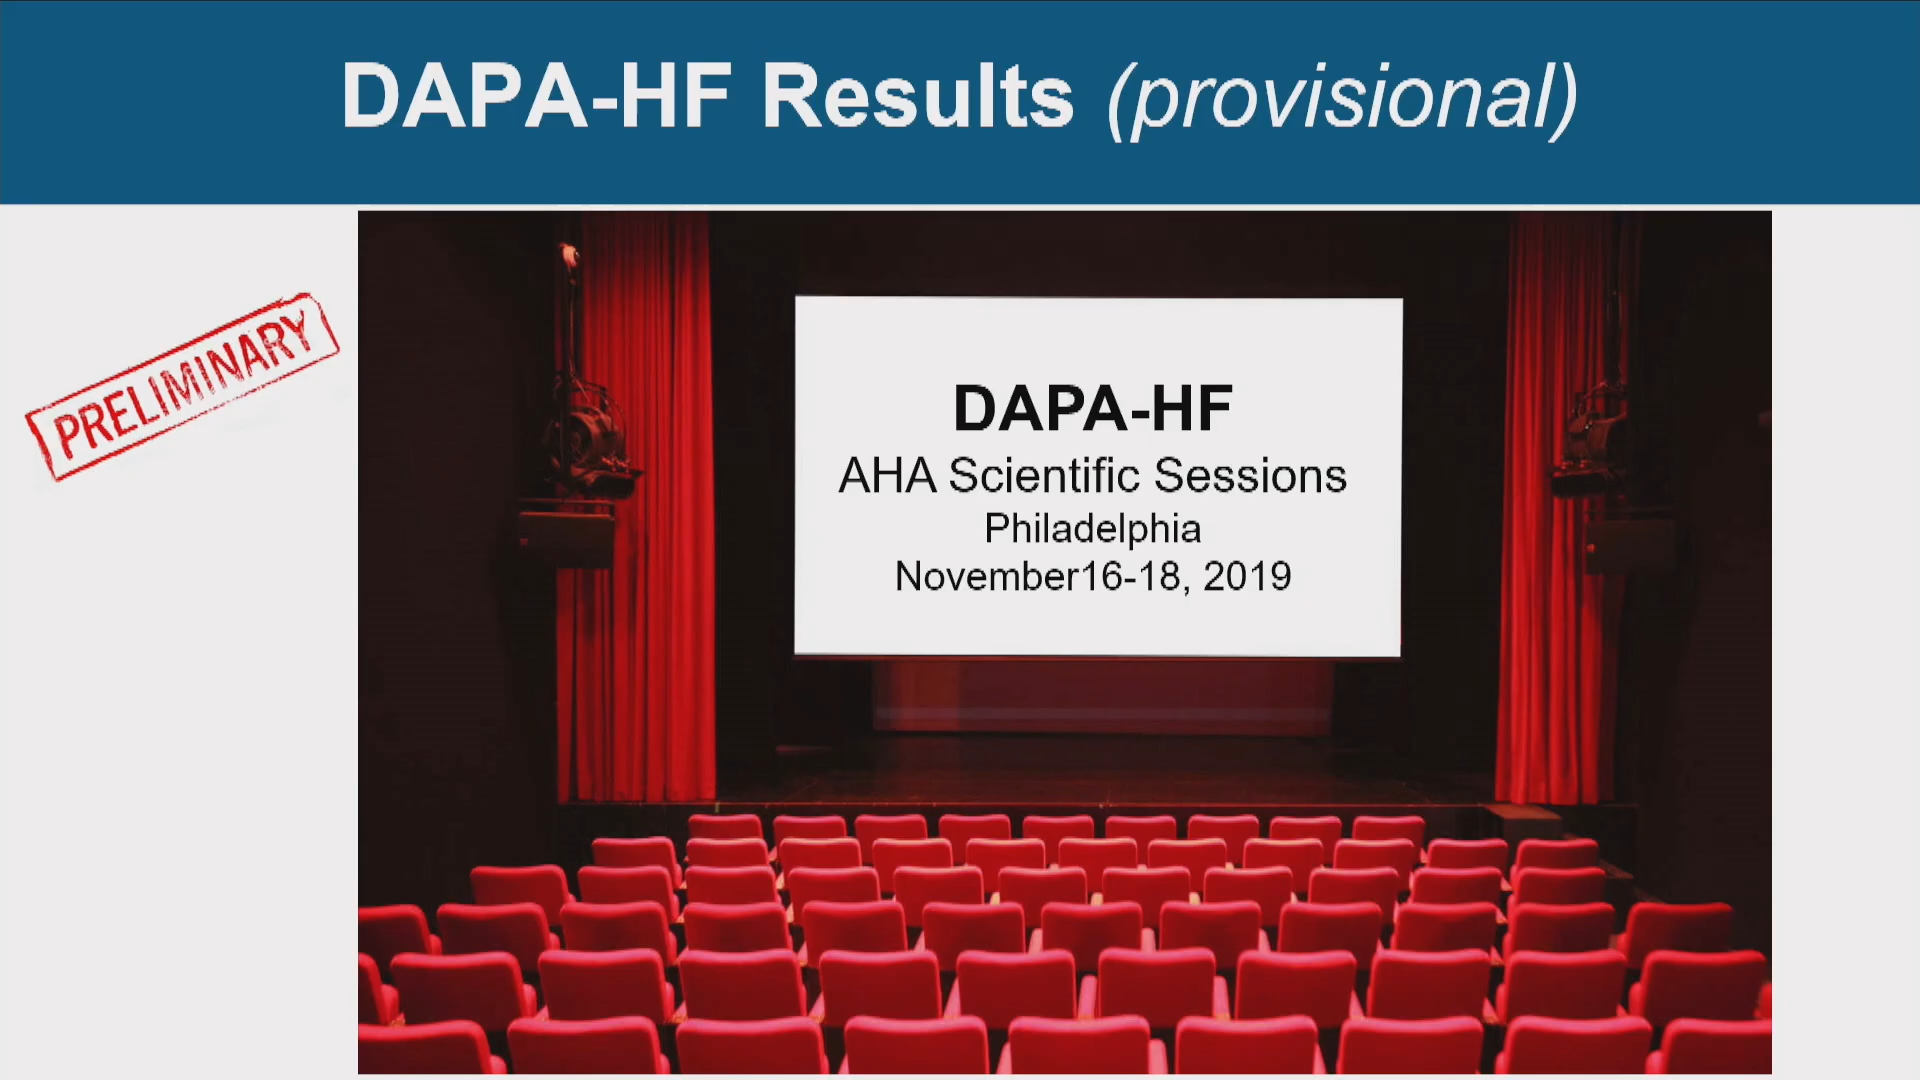 DAPA-HF Results (provisional)
PRELIMINARY
DAPA-HF
AHA Scientific Sessions
Philadelphia
November16-18, 2019